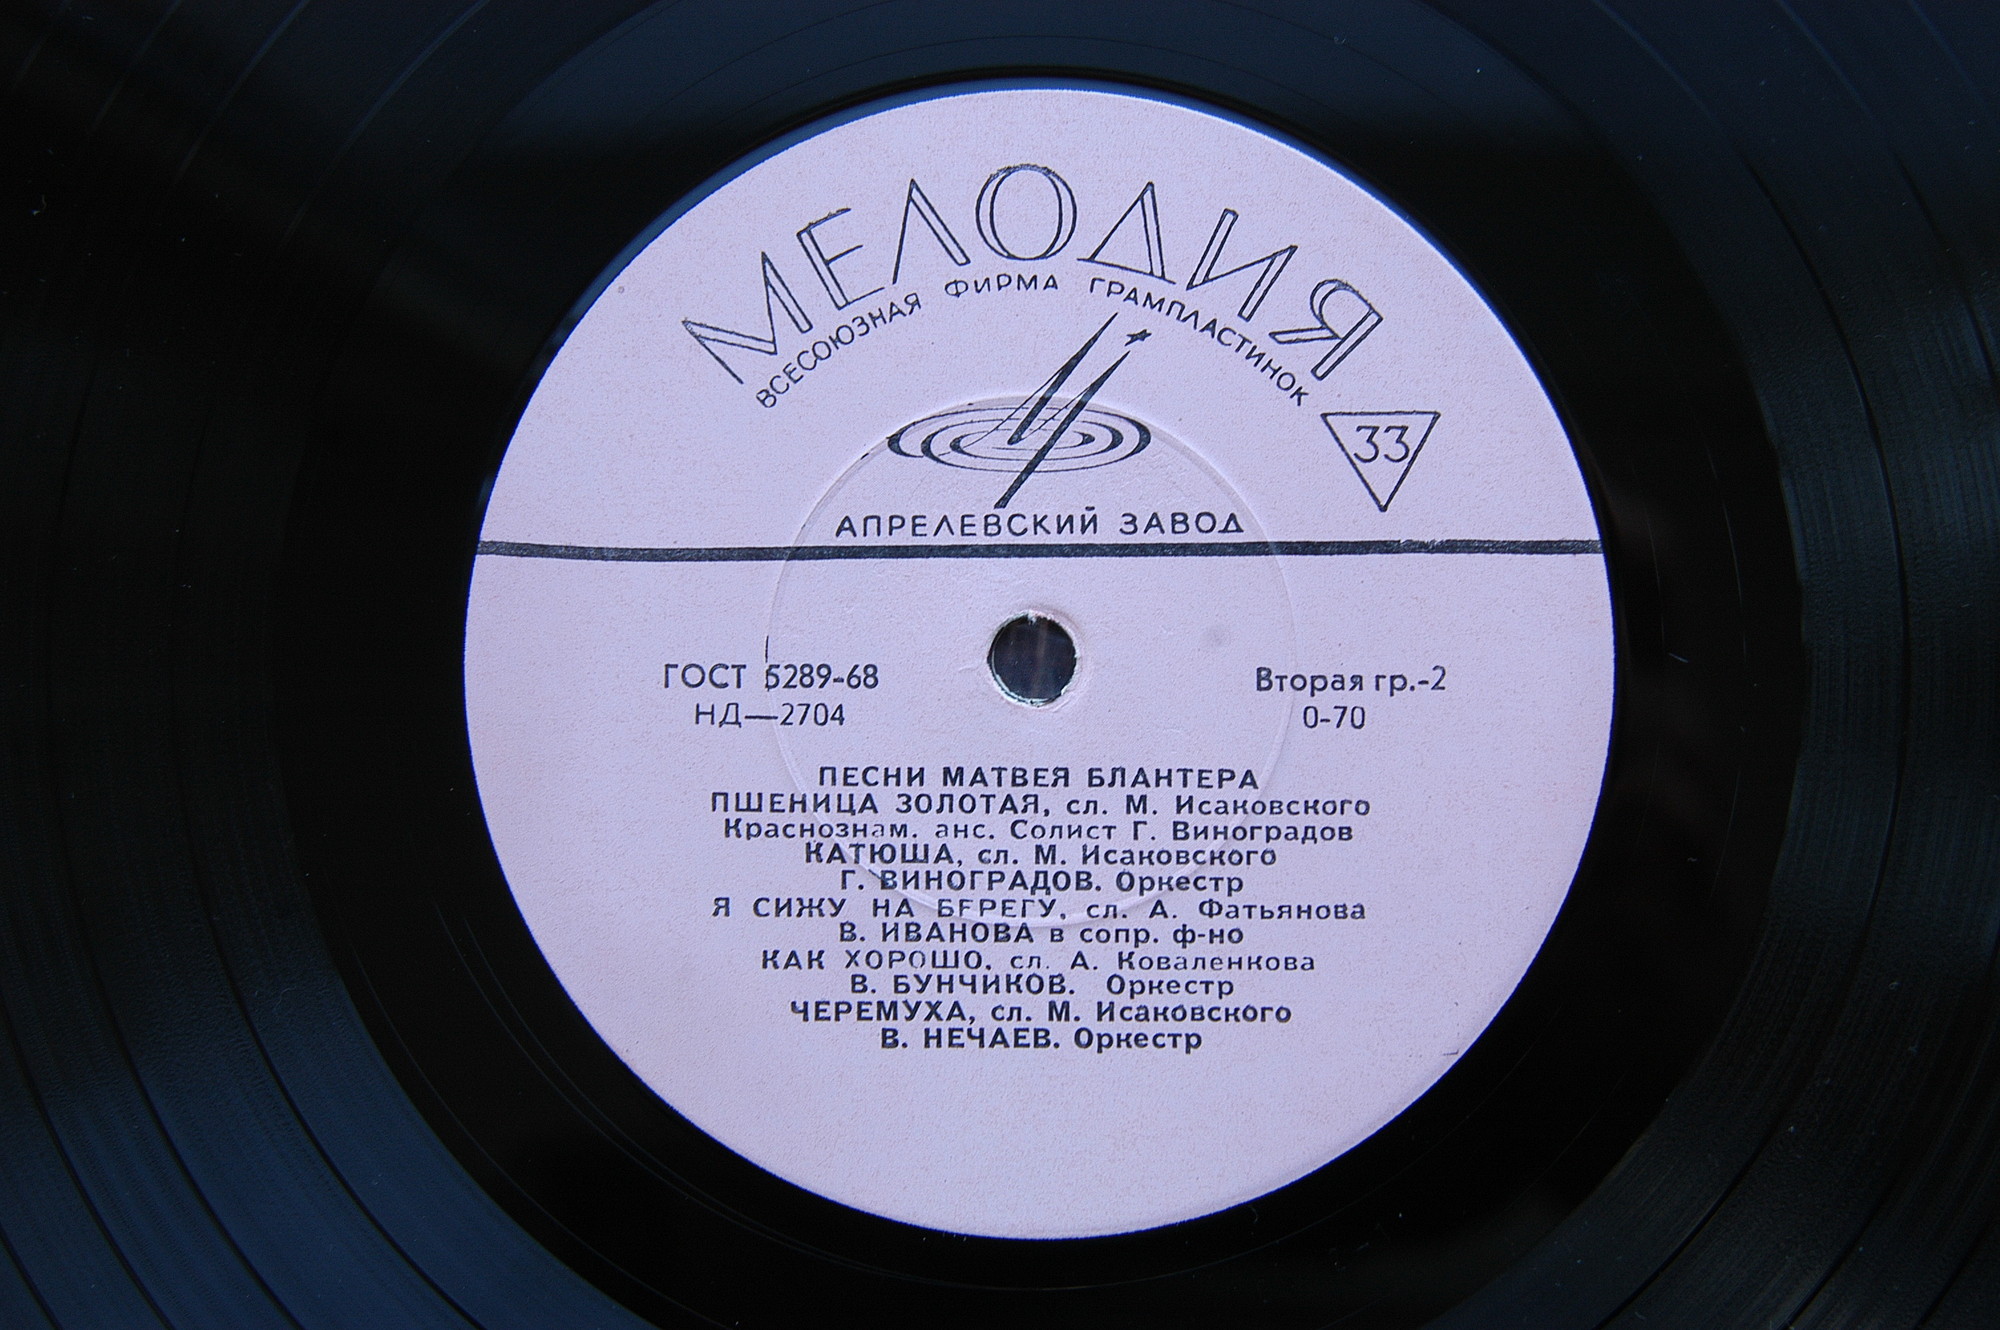 МЕЛОДИЯ
ВСЕСОЮЗНАЯ ФИРМА ГРАМПЛАСТИНОК
33
АПРЕЛЕВСКИЙ ЗАВОД
ГОСТ 5289-68
НД—2704
Вторая гр.-2
0-70
ПЕСНИ МАТВЕЯ БЛАНТЕРА
ПШЕНИЦА ЗОЛОТАЯ, сл. М. Исаковского
Краснознам. анс. Солист Г. Виноградов
КАТЮША, сл. М. Исаковского
Г. ВИНОГРАДОВ. Оркестр
Я СИЖУ НА БЕРЕГУ, сл. А. Фатьянова
В. ИВАНОВА в сопр. ф-но
КАК ХОРОШО, сл. А. Коваленкова
В. БУНЧИКОВ. Оркестр
ЧЕРЕМУХА, сл. М. Исаковского
В. НЕЧАЕВ. Оркестр